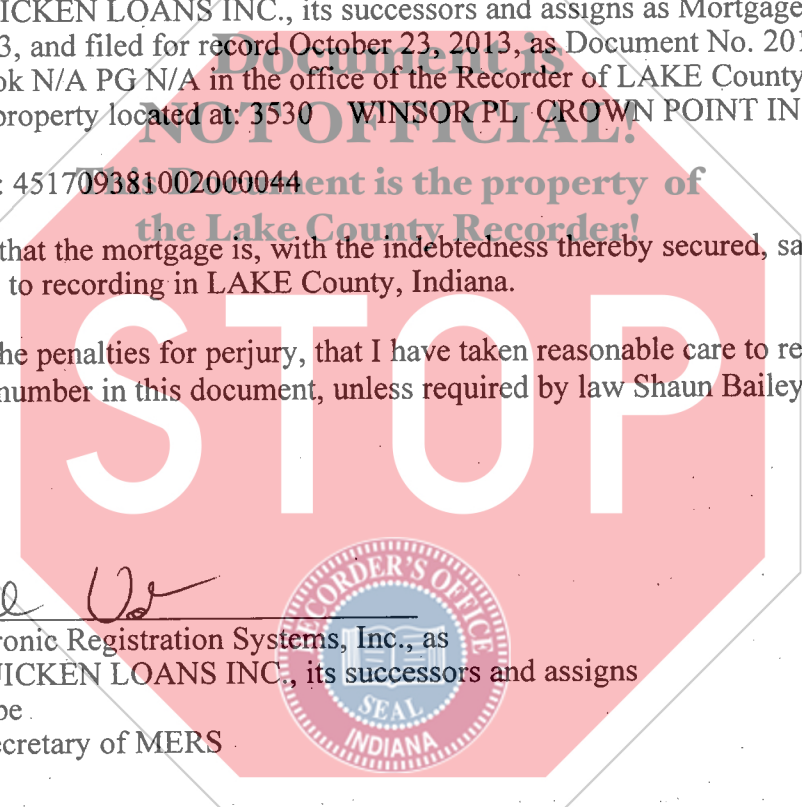 ICKEN LOANS INC., its successors and assigns as Mortgage
3, and filed for record October 23, 2013, as Document No. 201
Document is
ok N/A PG N/A in the office of the Recorder of LAKE County
property located at: 3530 WINSOR PL CROWN POINT IN
NOT OFFICIAL!
: 451709381002000044
This Document is the property of
the Lake County Recorder!
that the mortgage is, with the indebtedness thereby secured, sa
to recording in LAKE County, Indiana.
he penalties for perjury, that I have taken reasonable care to re
number in this document, unless required by law Shaun Bailey
STOP
RECORDER'S OFFICE
ronic Registration Systems, Inc., as
ICKEN LOANS INC., its successors and assigns
pe
SEAL
ecretary of MERS
INDIANA